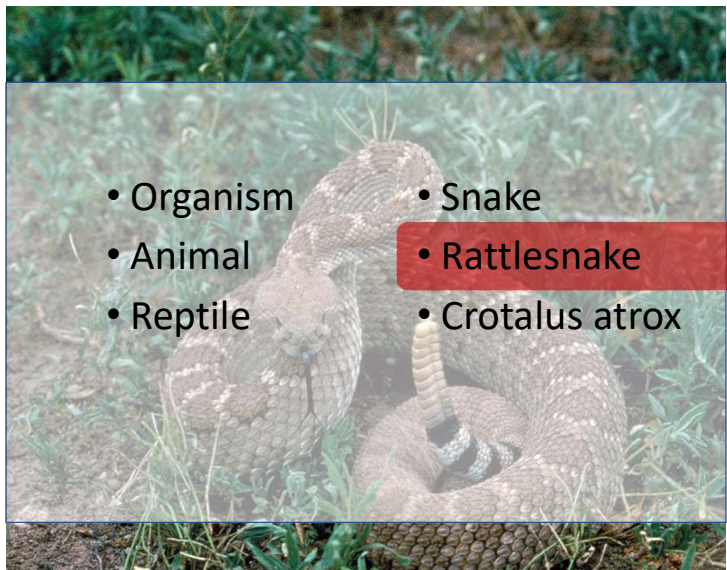 • Organism
• Animal
• Reptile
• Snake
• Rattlesnake
• Crotalus atrox